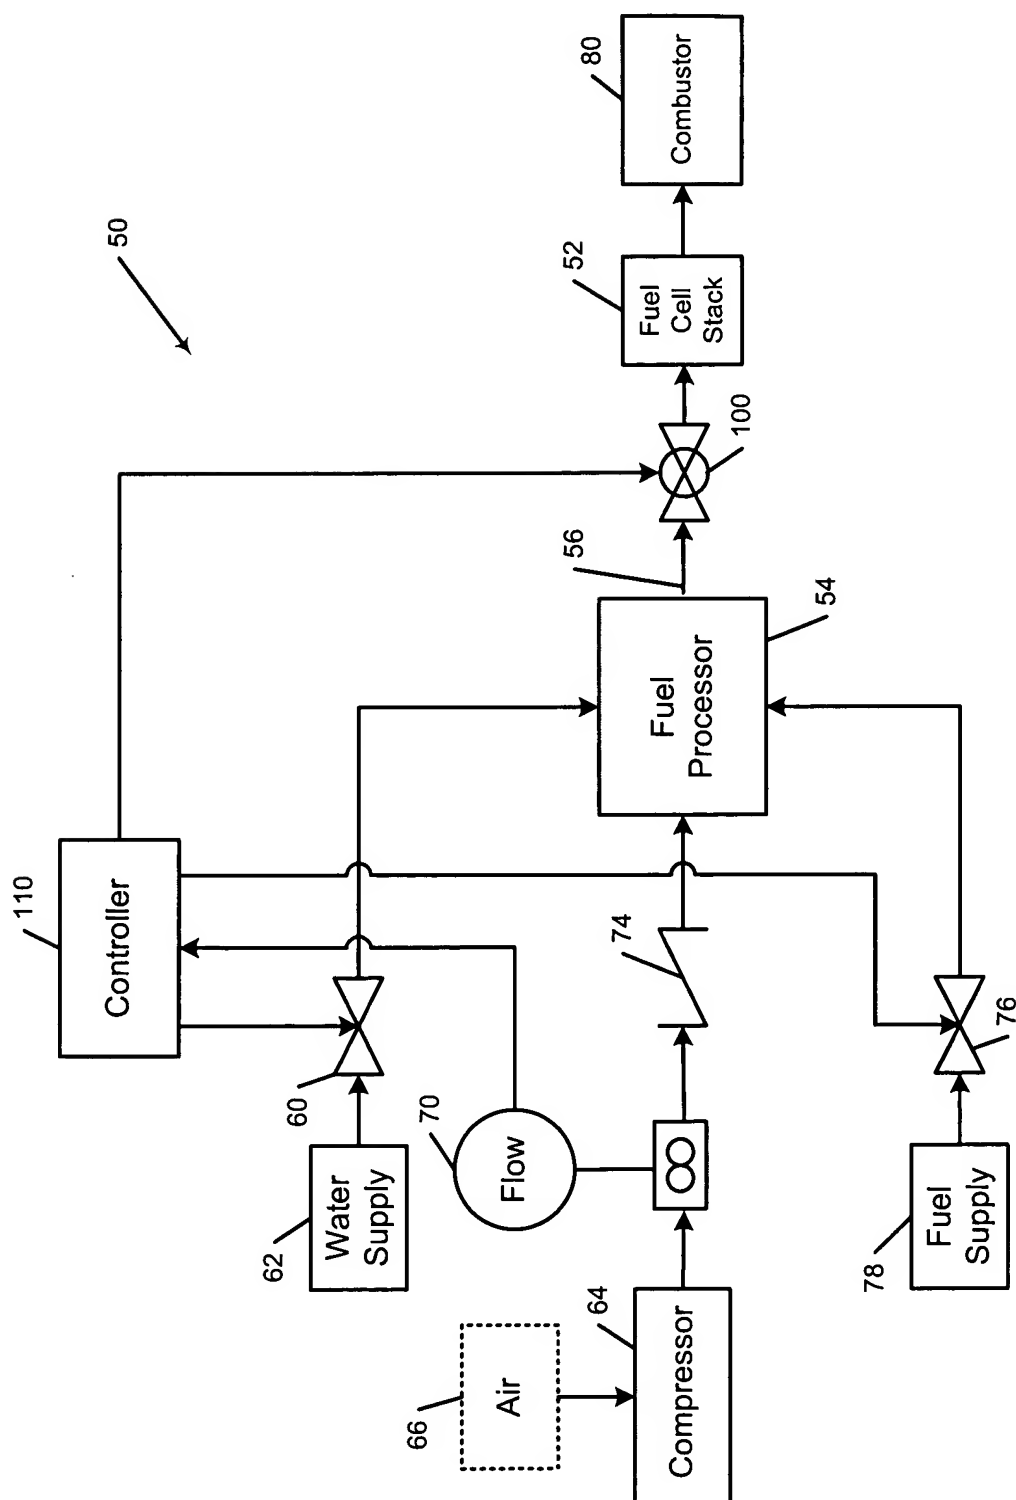 50
110
Controller
80
Combustor
52
Fuel
Cell
Stack
100
56
54
Fuel
Processor
60
62
Water
Supply
70
Flow
74
66
Air
64
Compressor
76
78
Fuel
Supply